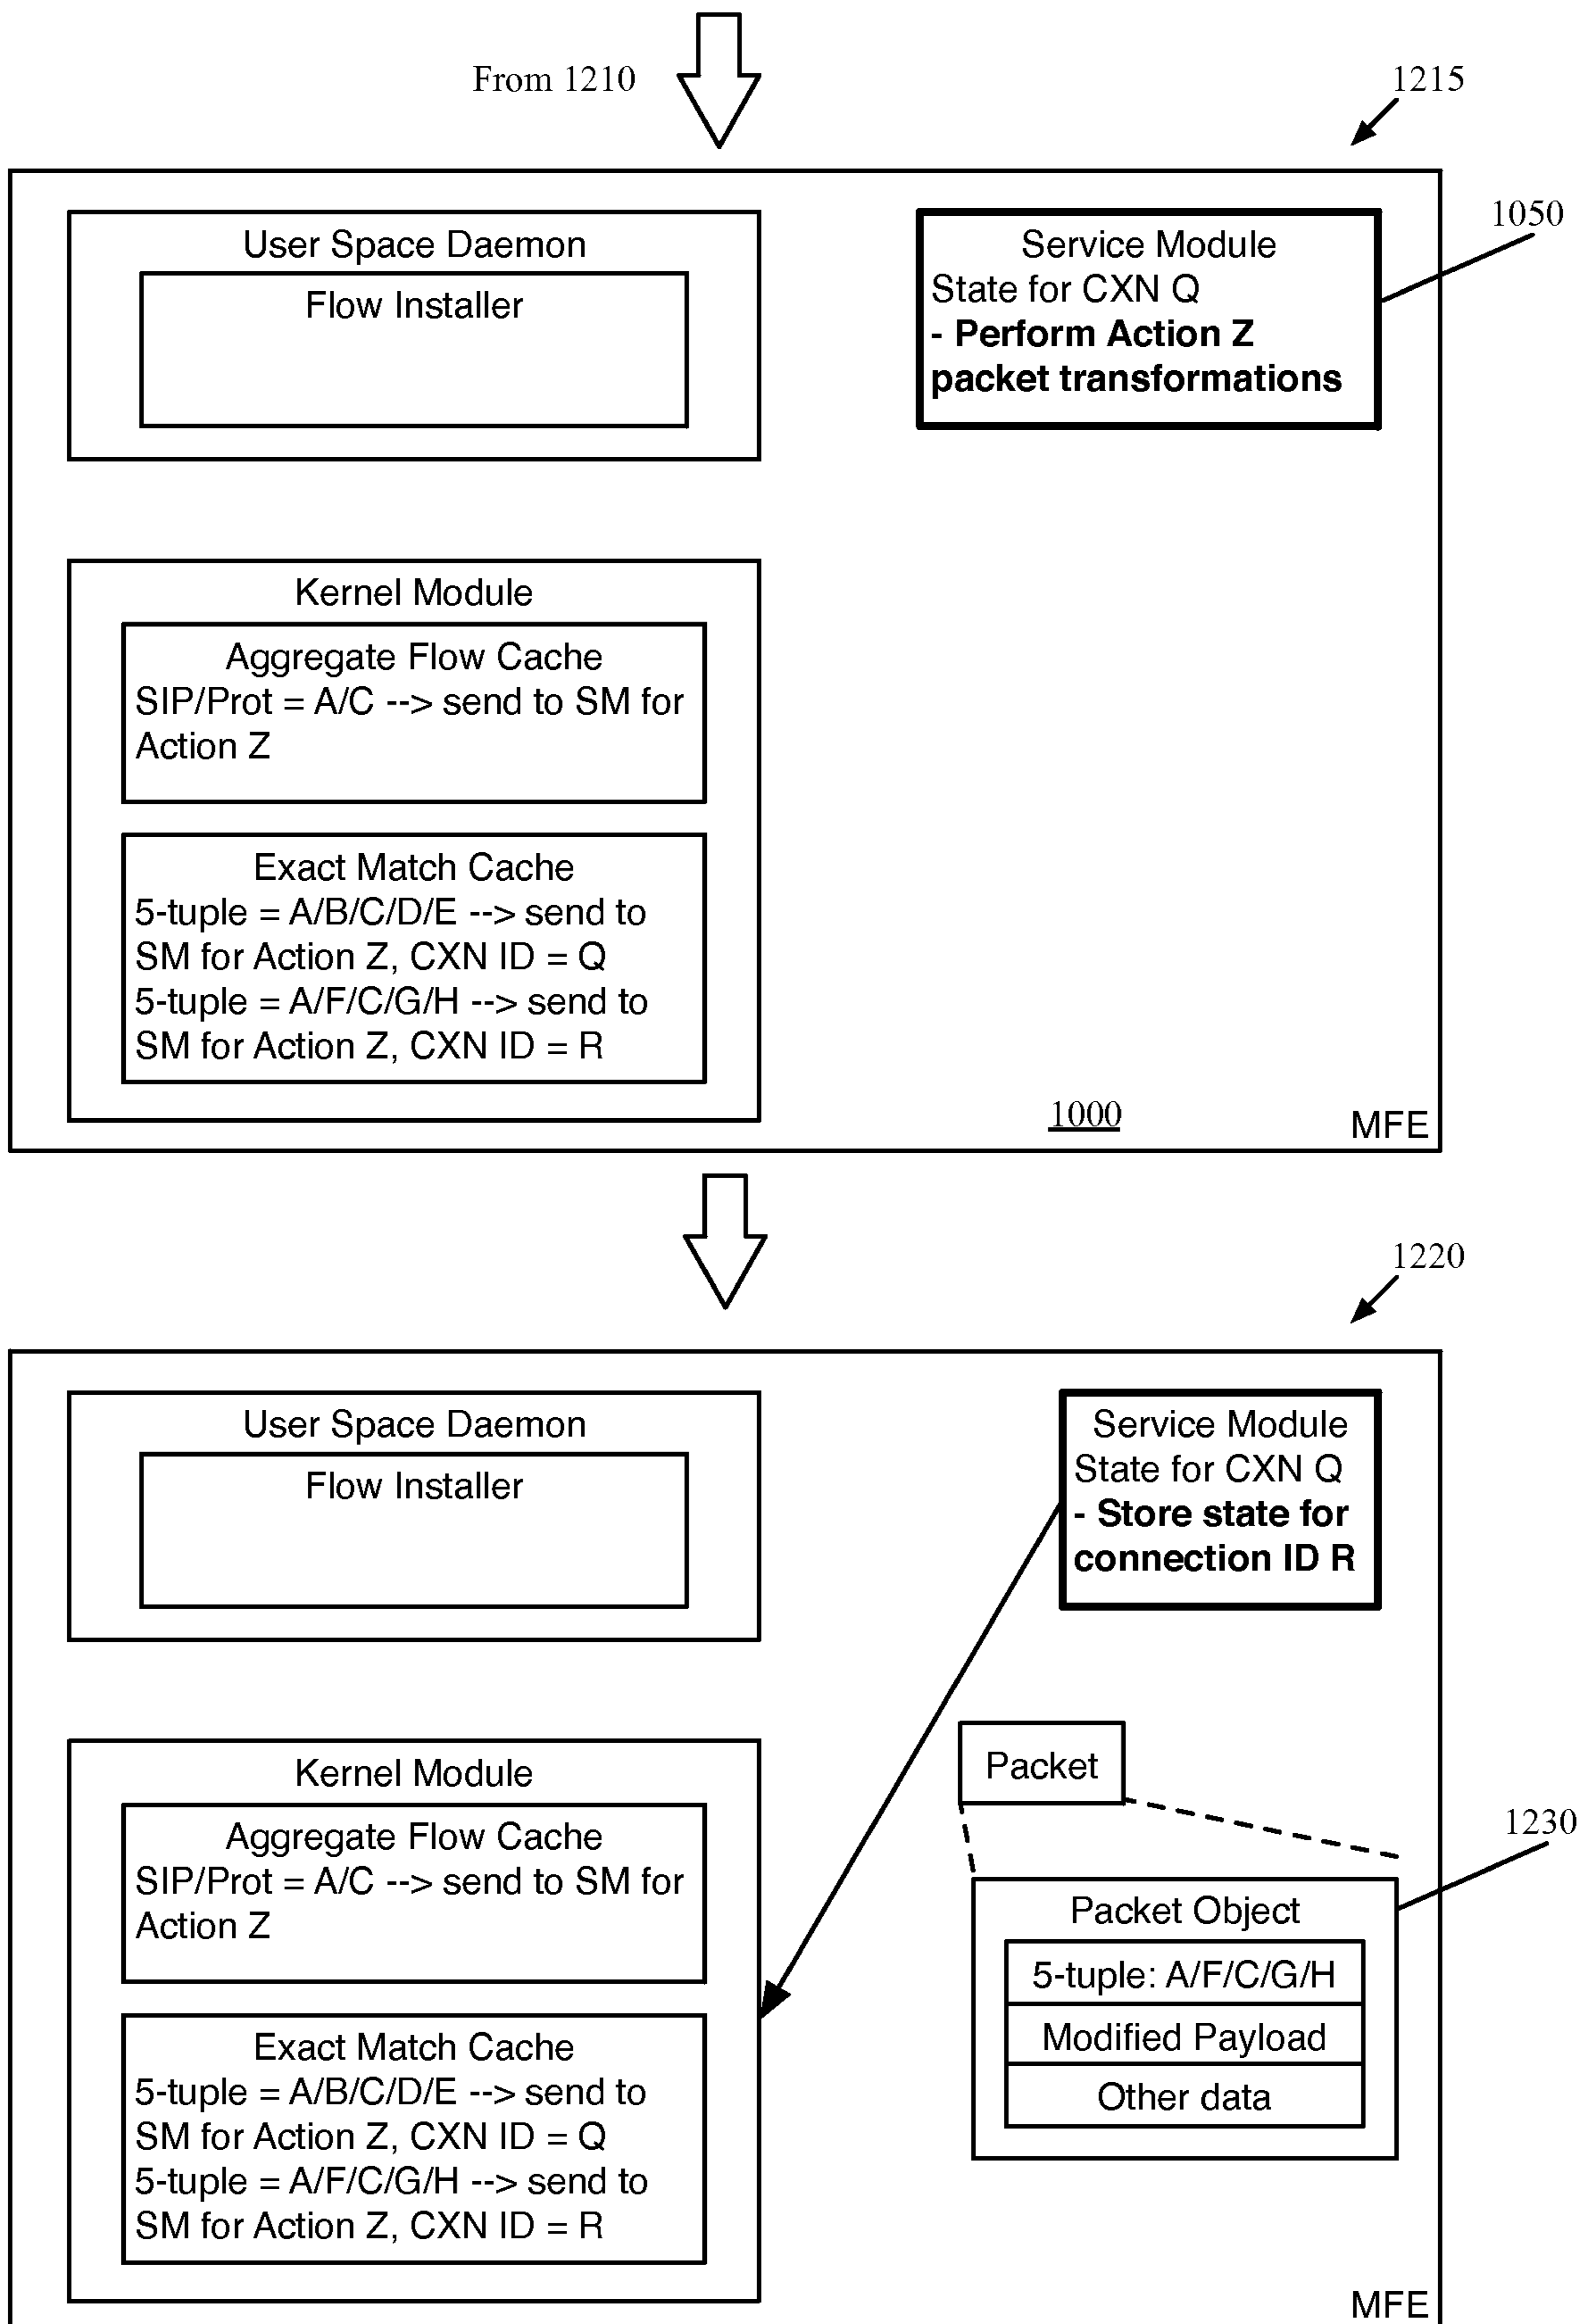 From 1210
1215
1050
User Space Daemon
Flow Installer
Service Module
State for CXN Q
- Perform Action Z
packet transformations
Kernel Module
Aggregate Flow Cache
SIP/Prot = A/C --> send to SM for
Action Z
Exact Match Cache
5-tuple = A/B/C/D/E --> send to
SM for Action Z, CXN ID = Q
5-tuple = A/F/C/G/H --> send to
SM for Action Z, CXN ID = R
1000
MFE
1220
User Space Daemon
Flow Installer
Service Module
State for CXN Q
- Store state for
connection ID R
Kernel Module
Aggregate Flow Cache
SIP/Prot = A/C --> send to SM for
Action Z
Exact Match Cache
5-tuple = A/B/C/D/E --> send to
SM for Action Z, CXN ID = Q
5-tuple = A/F/C/G/H --> send to
SM for Action Z, CXN ID = R
Packet
1230
Packet Object
5-tuple: A/F/C/G/H
Modified Payload
Other data
MFE